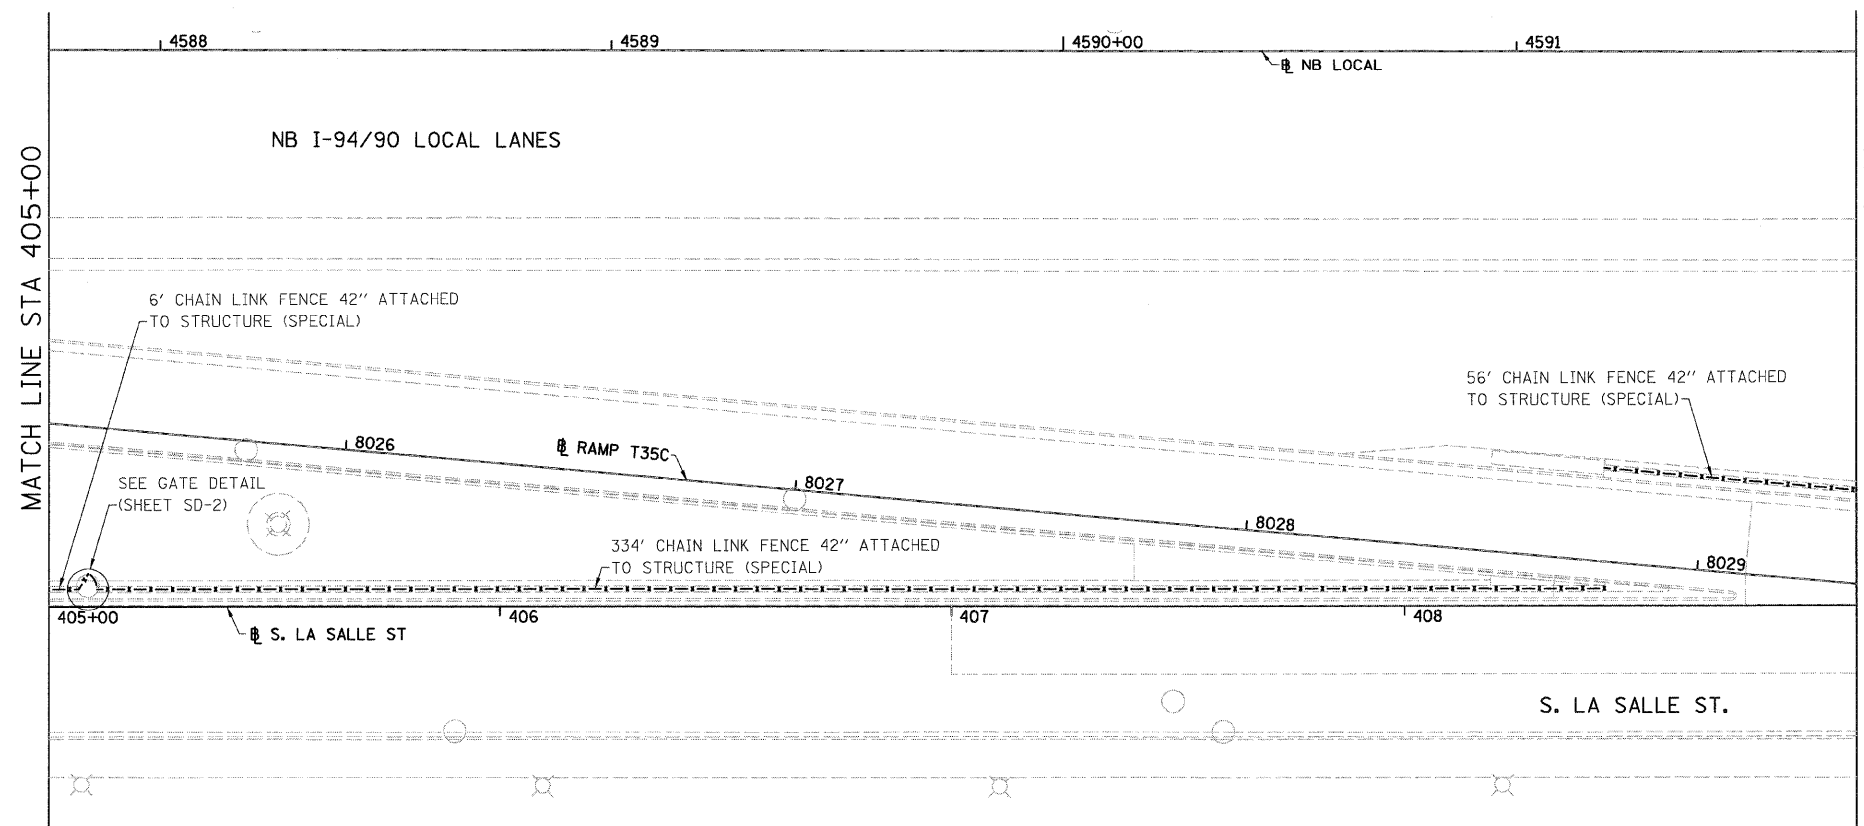 4588
4589
4590+00
4591
℄ NB LOCAL
NB I-94/90 LOCAL LANES
MATCH LINE STA 405+00
6' CHAIN LINK FENCE 42" ATTACHED
TO STRUCTURE (SPECIAL)
56' CHAIN LINK FENCE 42" ATTACHED
TO STRUCTURE (SPECIAL)
8026
℄ RAMP T35C
8027
8028
8029
SEE GATE DETAIL
(SHEET SD-2)
334' CHAIN LINK FENCE 42" ATTACHED
TO STRUCTURE (SPECIAL)
405+00
406
407
408
℄ S. LA SALLE ST
S. LA SALLE ST.